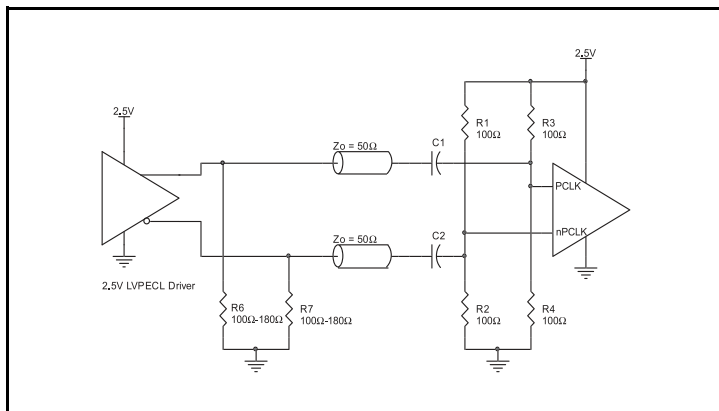 2.5V
2.5V
R1
100Ω
R3
100Ω
Zo = 50Ω
C1
PCLK
nPCLK
Zo = 50Ω
C2
2.5V LVPECL Driver
R6
100Ω-180Ω
R7
100Ω-180Ω
R2
100Ω
R4
100Ω